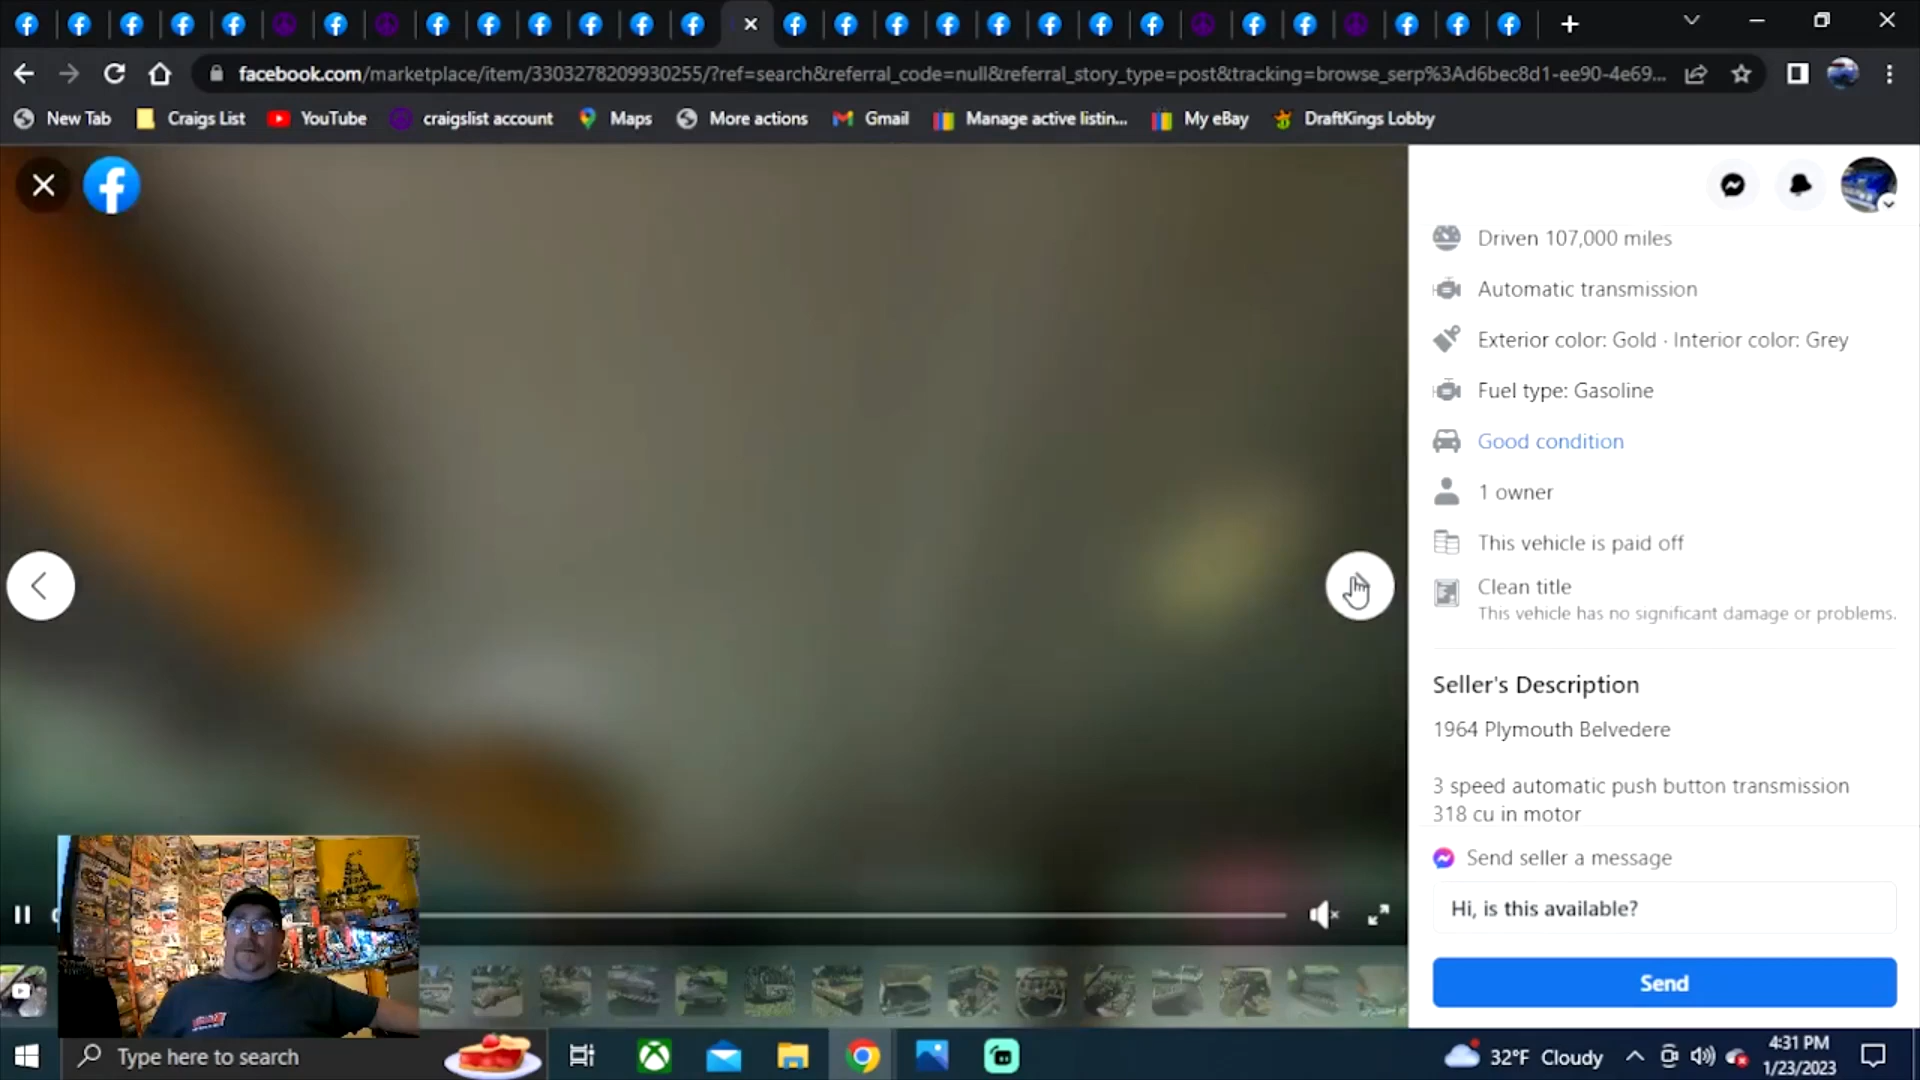 facebook.com/marketplace/item/3303278209930255/?ref=search&referral_code=null&referral_story_type=post&tracking=browse_serp%3Ad6bec8d1-ee90-4e69...
New Tab Craigs List YouTube craigslist account Maps More actions Gmail Manage active listin... My eBay DraftKings Lobby
Driven 107,000 miles
Automatic transmission
Exterior color: Gold · Interior color: Grey
Fuel type: Gasoline
Good condition
1 owner
This vehicle is paid off
Clean title
This vehicle has no significant damage or problems.
Seller's Description
1964 Plymouth Belvedere
3 speed automatic push button transmission
318 cu in motor
Send seller a message
Hi, is this available?
Send
Type here to search
32°F Cloudy
4:31 PM
1/23/2023